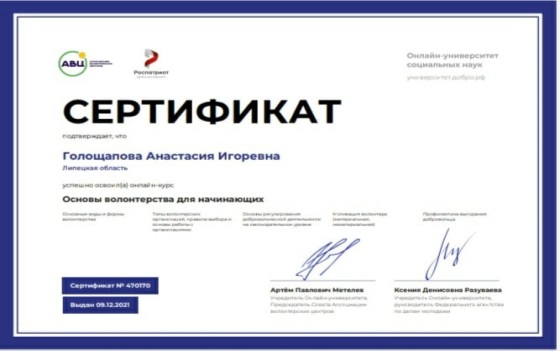 АВЦ
Роспатриот
Онлайн-университет
социальных наук
университет.добро.рф
СЕРТИФИКАТ
подтверждает, что
Голощапова Анастасия Игоревна
Липецкая область
успешно освоил(а) онлайн-курс
Основы волонтерства для начинающих
Основные виды и формы
волонтерства
Типы волонтерских
организаций, правила выбора и
основы работы с
организациями
Основы регулирования
добровольческой деятельности
на законодательном уровне
Мотивация волонтера
(материальная
нематериальная)
Профилактика выгорания
добровольца
Сертификат № 470170
Выдан 09.12.2021
Артём Павлович Метелев
Учредитель Онлайн-университета,
Председатель Совета Ассоциации
волонтерских центров
Ксения Денисовна Разуваева
Учредитель Онлайн-университета,
руководитель Федерального агентства
по делам молодежи